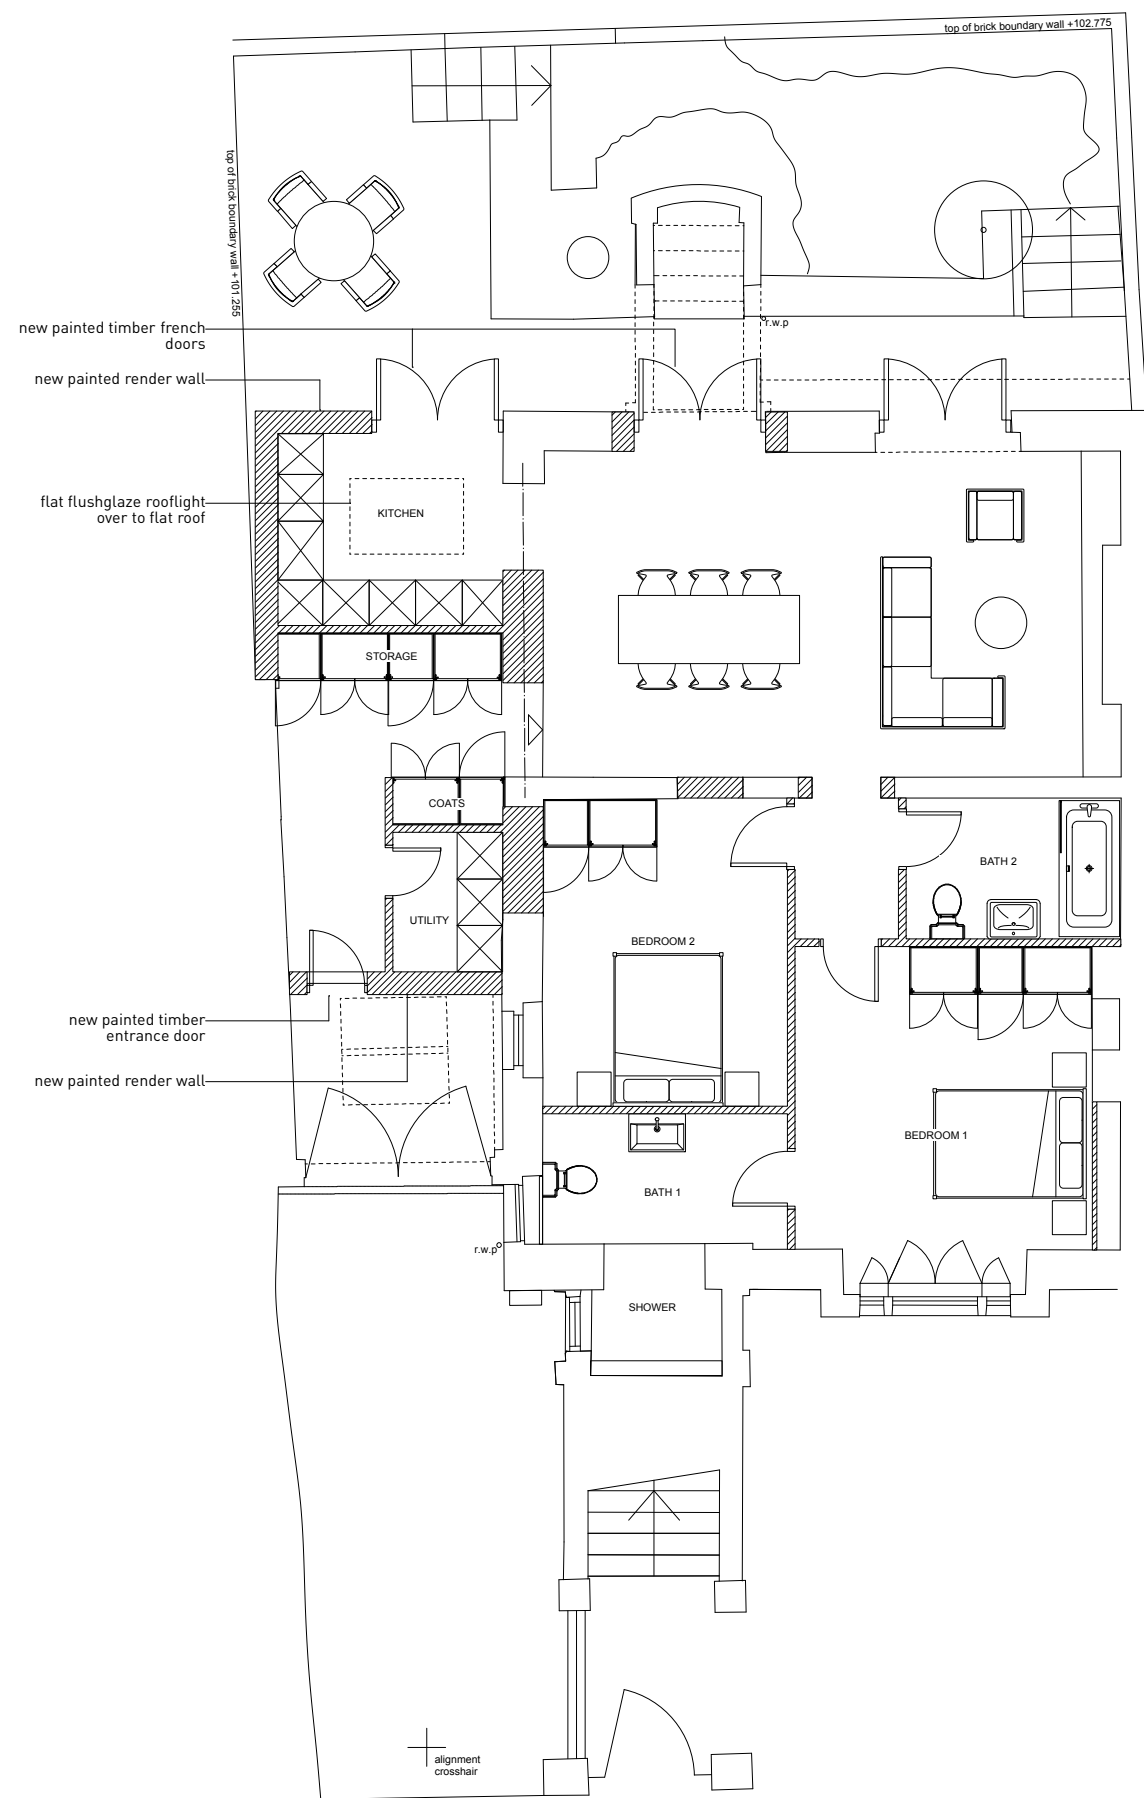 top of brick boundary wall +102.775
top of brick boundary wall +101.255
new painted timber french
doors
r.w.p
new painted render wall
flat flushglaze rooflight
over to flat roof
KITCHEN
STORAGE
COATS
BATH 2
UTILITY
BEDROOM 2
new painted timber
entrance door
new painted render wall
BEDROOM 1
BATH 1
r.w.p
SHOWER
alignment
crosshair